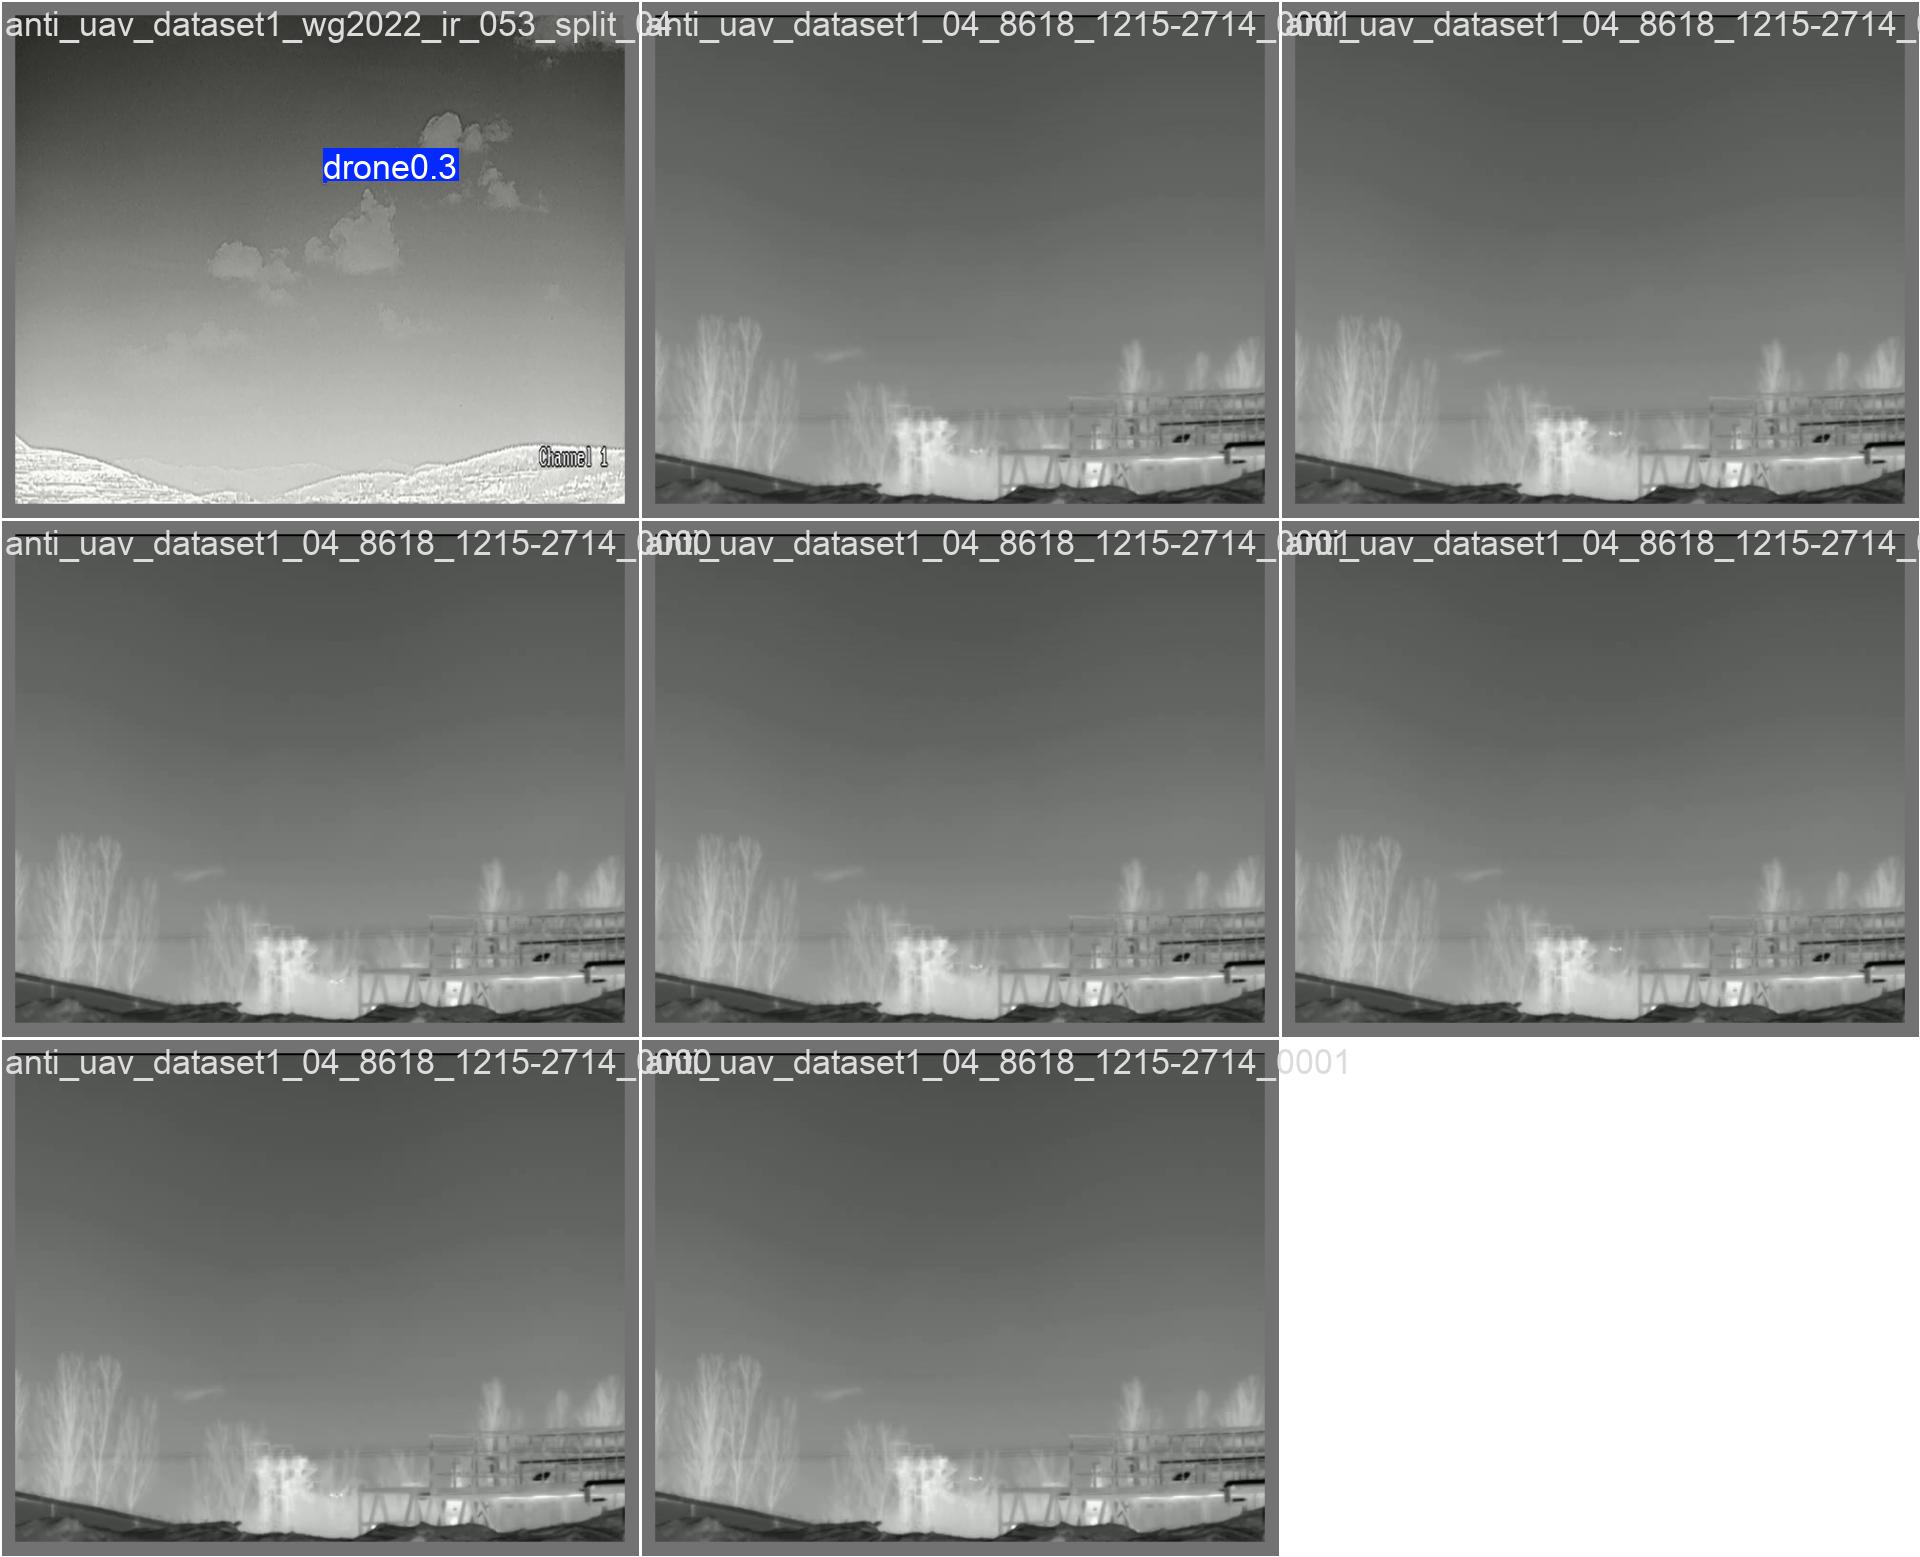 anti_uav_dataset1_wg2022_ir_053_split_04
anti_uav_dataset1_04_8618_1215-2714_0001
anti_uav_dataset1_04_8618_1215-2714_
drone0.3
Channel 1
anti_uav_dataset1_04_8618_1215-2714_0000
anti_uav_dataset1_04_8618_1215-2714_0001
anti_uav_dataset1_04_8618_1215-2714_
anti_uav_dataset1_04_8618_1215-2714_0000
anti_uav_dataset1_04_8618_1215-2714_0001